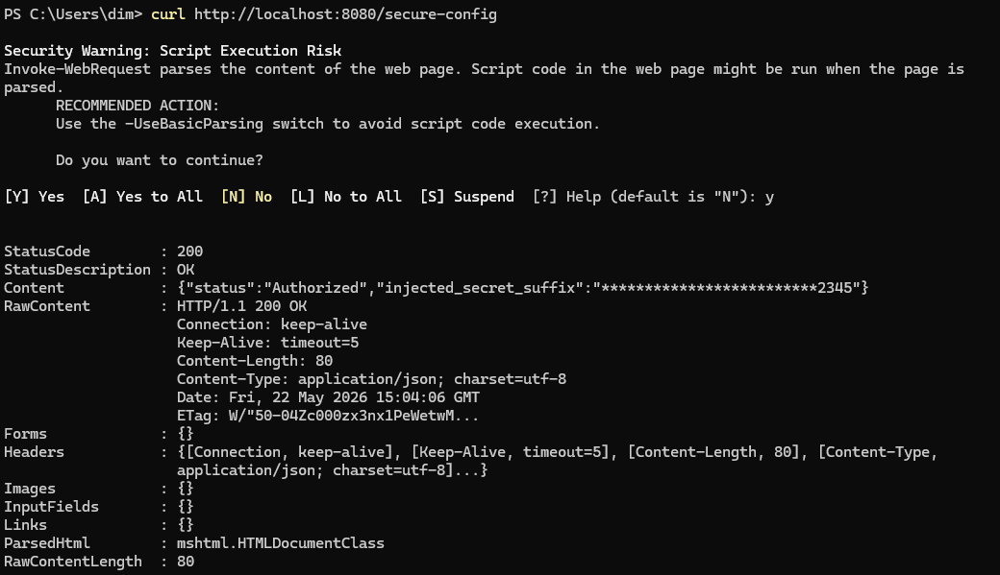 PS C:\Users\dim> curl http://localhost:8080/secure-config
Security Warning: Script Execution Risk
Invoke-WebRequest parses the content of the web page. Script code in the web page might be run when the page is
parsed.
RECOMMENDED ACTION:
Use the -UseBasicParsing switch to avoid script code execution.
Do you want to continue?
[Y] Yes  [A] Yes to All  [N] No  [L] No to All  [S] Suspend  [?] Help (default is "N"): y
StatusCode        : 200
StatusDescription : OK
Content           : {"status":"Authorized","injected_secret_suffix":"*************************2345"}
RawContent        : HTTP/1.1 200 OK
Connection: keep-alive
Keep-Alive: timeout=5
Content-Length: 80
Content-Type: application/json; charset=utf-8
Date: Fri, 22 May 2026 15:04:06 GMT
ETag: W/"50-04Zc000zx3nx1PeWetwM...
Forms             : {}
Headers           : {[Connection, keep-alive], [Keep-Alive, timeout=5], [Content-Length, 80], [Content-Type,
application/json; charset=utf-8]...}
Images            : {}
InputFields       : {}
Links             : {}
ParsedHtml        : mshtml.HTMLDocumentClass
RawContentLength  : 80